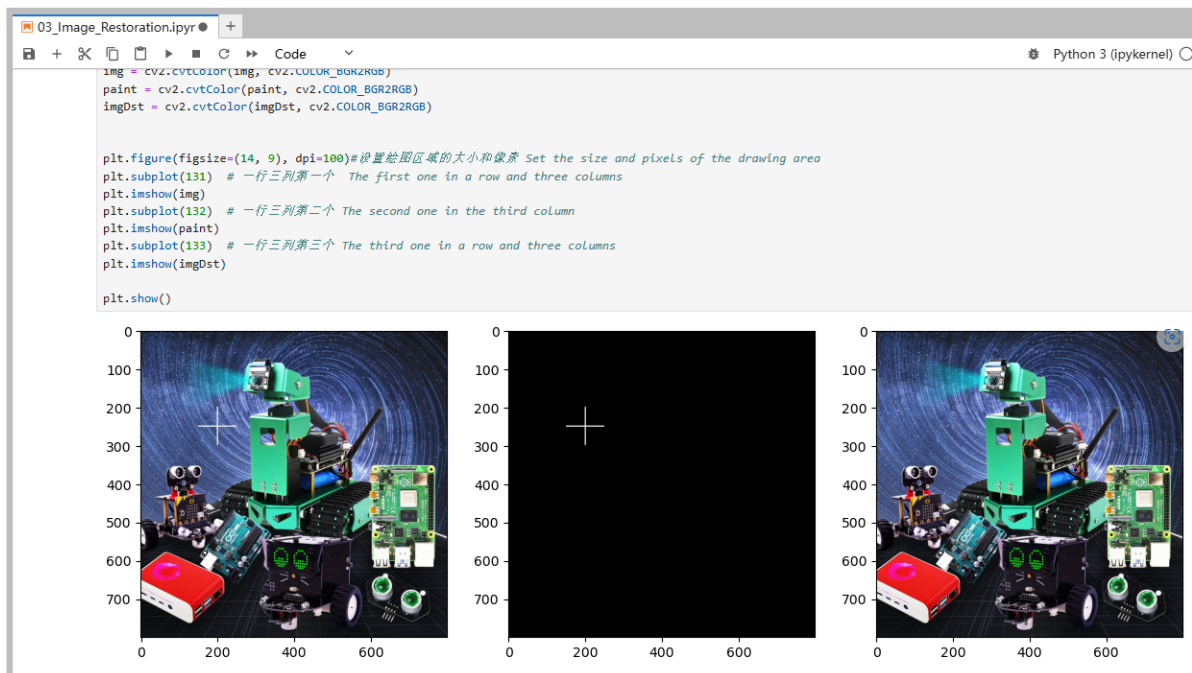 03_Image_Restoration.ipyr
+
Code
Python 3 (ipykernel)
img = cv2.cvtColor(img, cv2.COLOR_BGR2RGB)
paint = cv2.cvtColor(paint, cv2.COLOR_BGR2RGB)
imgDst = cv2.cvtColor(imgDst, cv2.COLOR_BGR2RGB)
plt.figure(figsize=(14, 9), dpi=100)#设置绘图区域的大小和像素 Set the size and pixels of the drawing area
plt.subplot(131)  # 一行三列第一个  The first one in a row and three columns
plt.imshow(img)
plt.subplot(132)  # 一行三列第二个 The second one in the third column
plt.imshow(paint)
plt.subplot(133)  # 一行三列第三个 The third one in a row and three columns
plt.imshow(imgDst)
plt.show()
0
100
200
300
400
500
600
700
0 200 400 600
0
100
200
300
400
500
600
700
0 200 400 600
0
100
200
300
400
500
600
700
0 200 400 600